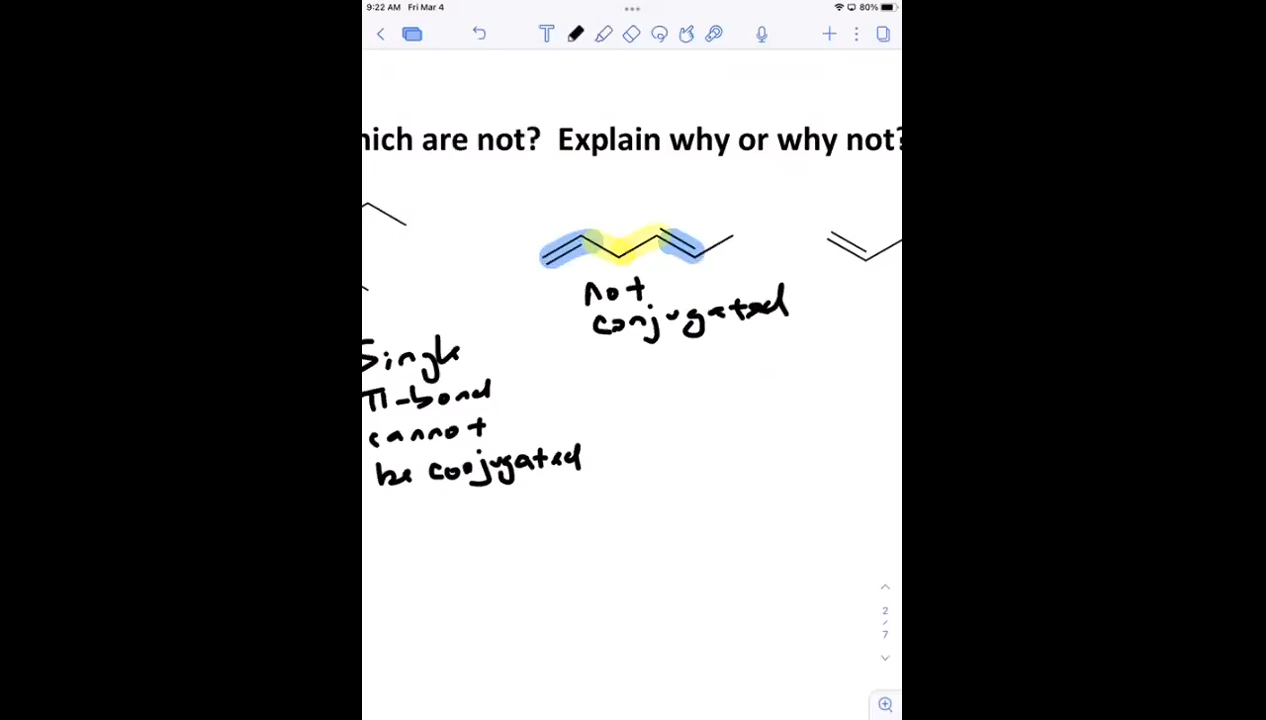 9:22 AM Fri Mar 4
80%
hich are not? Explain why or why not?
not
conjugated
Single
π-bond
cannot
be conjugated
2
/
7